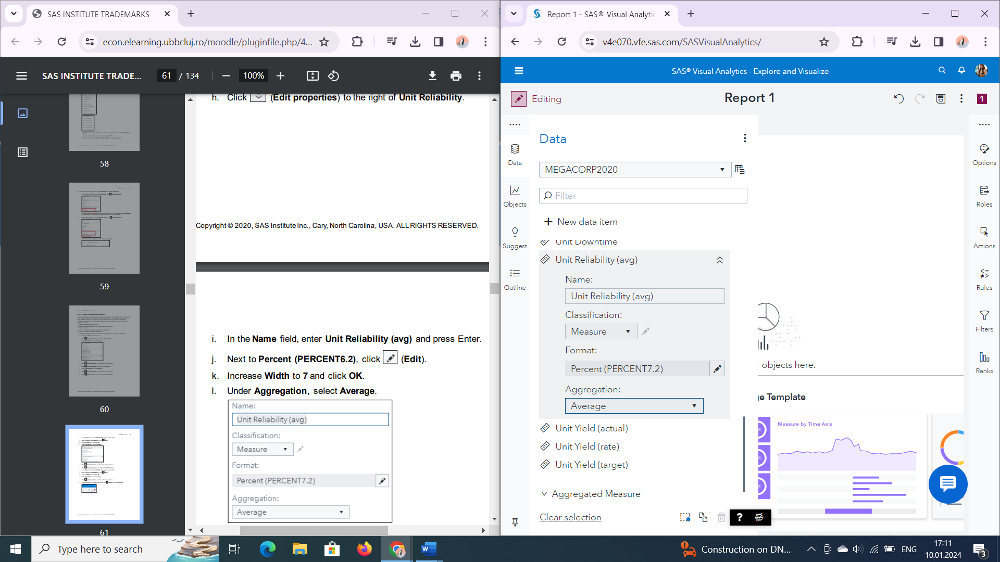 SAS INSTITUTE TRADEMARKS
econ.elearning.ubbcluj.ro/moodle/pluginfile.php/4...
SAS INSTITUTE TRADE...
61 / 134
100%
58
59
60
61
h. Click (Edit properties) to the right of Unit Reliability.
Copyright © 2020, SAS Institute Inc., Cary, North Carolina, USA. ALL RIGHTS RESERVED.
i. In the Name field, enter Unit Reliability (avg) and press Enter.
j. Next to Percent (PERCENT6.2), click (Edit).
k. Increase Width to 7 and click OK.
l. Under Aggregation, select Average.
Name:
Unit Reliability (avg)
Classification:
Measure
Format:
Percent (PERCENT7.2)
Aggregation:
Average
Report 1 - SAS® Visual Analytic
v4e070.vfe.sas.com/SASVisualAnalytics/
SAS® Visual Analytics - Explore and Visualize
Editing
Report 1
1
Data
Objects
Suggest
Outline
Data
MEGACORP2020
Filter
New data item
Unit Downtime
Unit Reliability (avg)
Name:
Unit Reliability (avg)
Classification:
Measure
Format:
Percent (PERCENT7.2)
Aggregation:
Average
Unit Yield (actual)
Unit Yield (rate)
Unit Yield (target)
Aggregated Measure
Clear selection
?
objects here.
e Template
Measure by Time Axis
Options
Roles
Actions
Rules
Filters
Ranks
Type here to search
W
Construction on DN...
ENG
17:11
10.01.2024
3